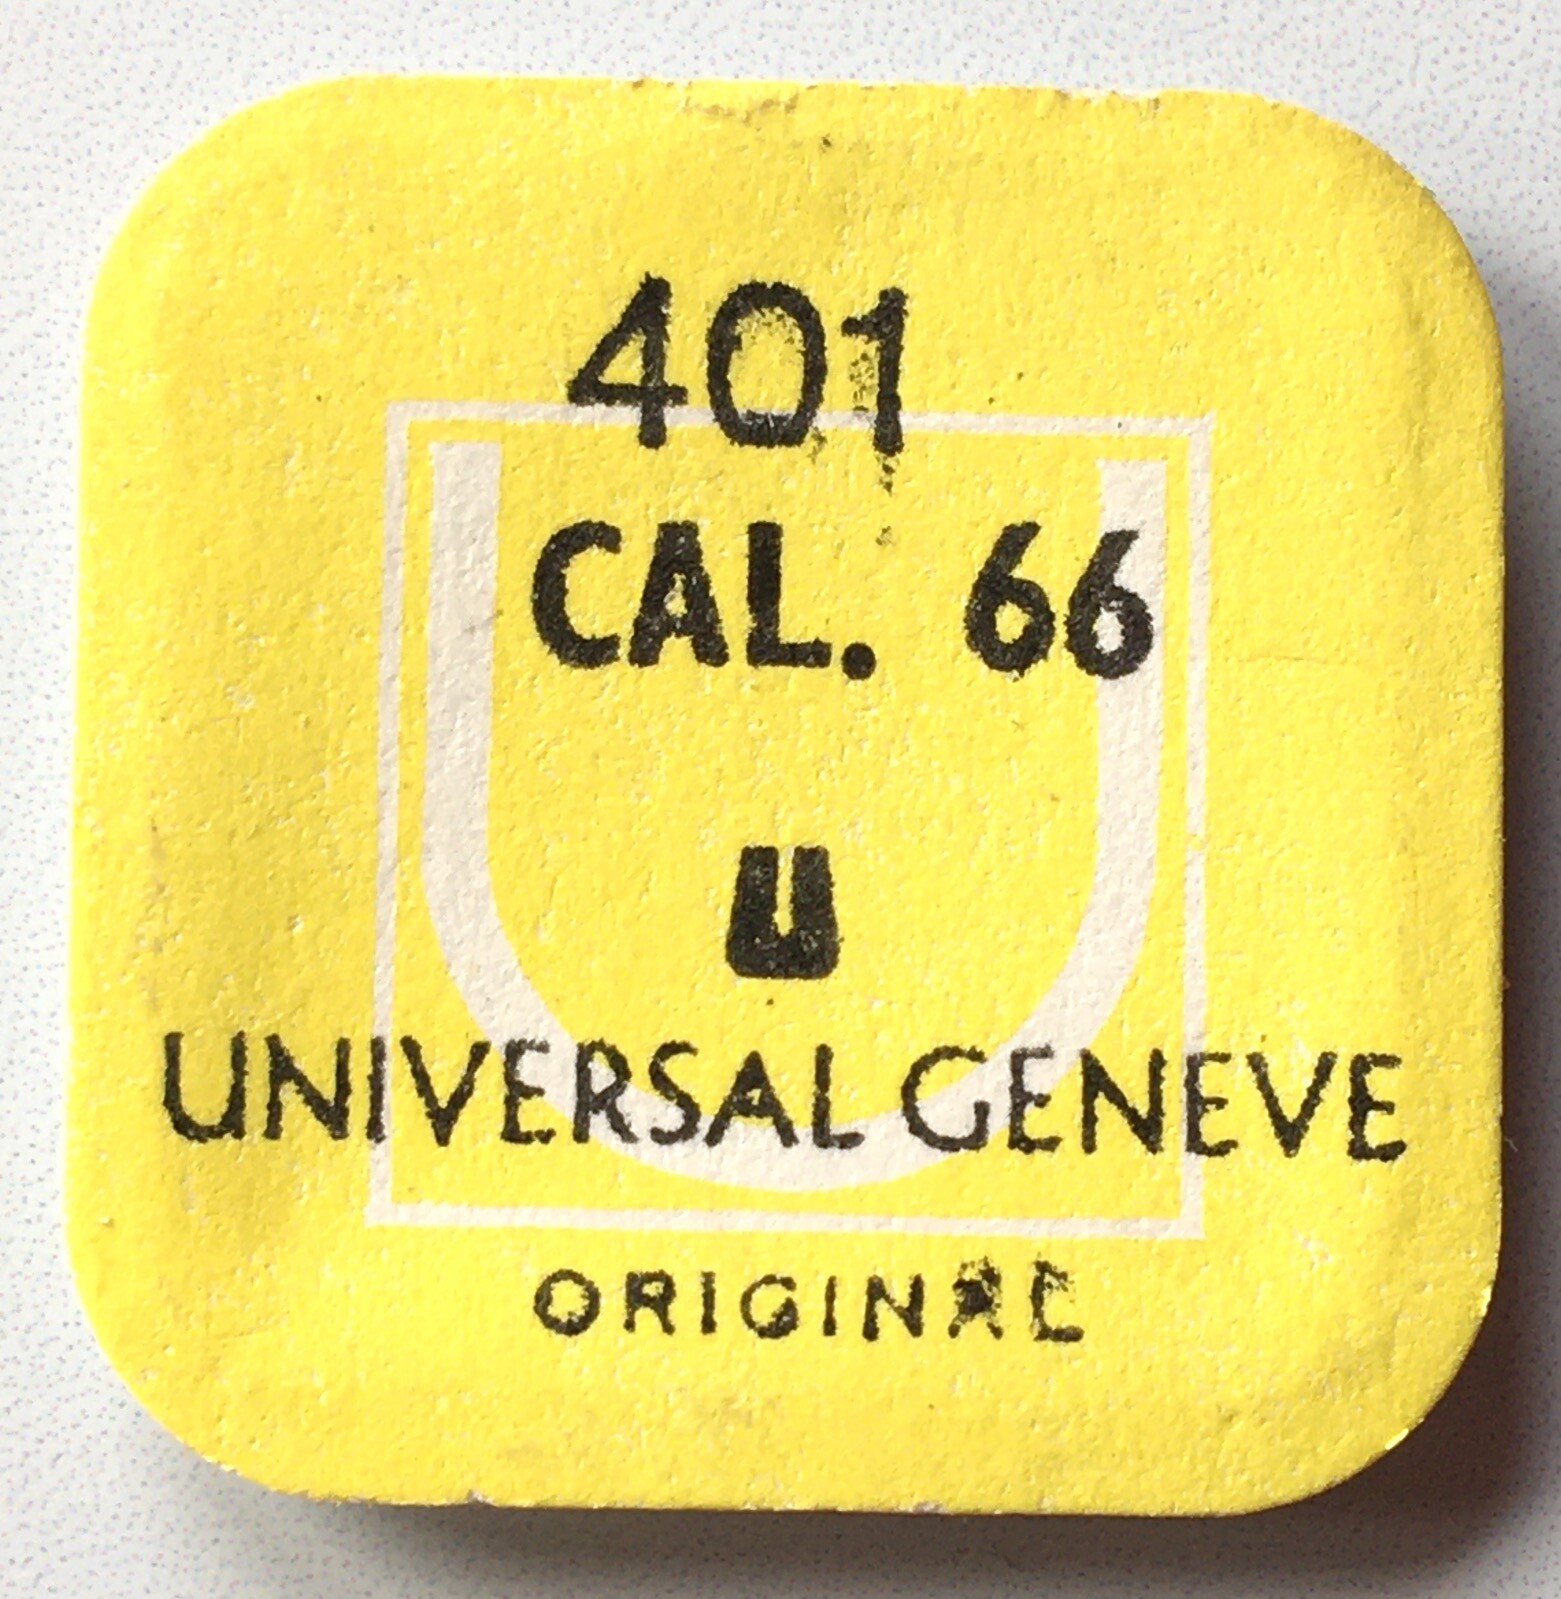 401
CAL. 66
U
UNIVERSAL GENEVE
ORIGINAL